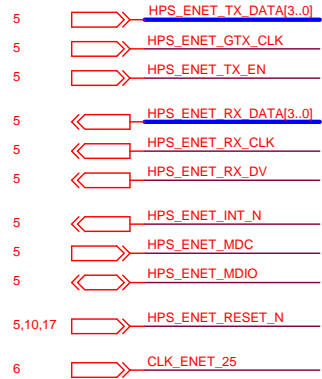 5 HPS_ENET_TX_DATA[3..0]
5 HPS_ENET_GTX_CLK
5 HPS_ENET_TX_EN
5 HPS_ENET_RX_DATA[3..0]
5 HPS_ENET_RX_CLK
5 HPS_ENET_RX_DV
5 HPS_ENET_INT_N
5 HPS_ENET_MDC
5 HPS_ENET_MDIO
5,10,17 HPS_ENET_RESET_N
6 CLK_ENET_25